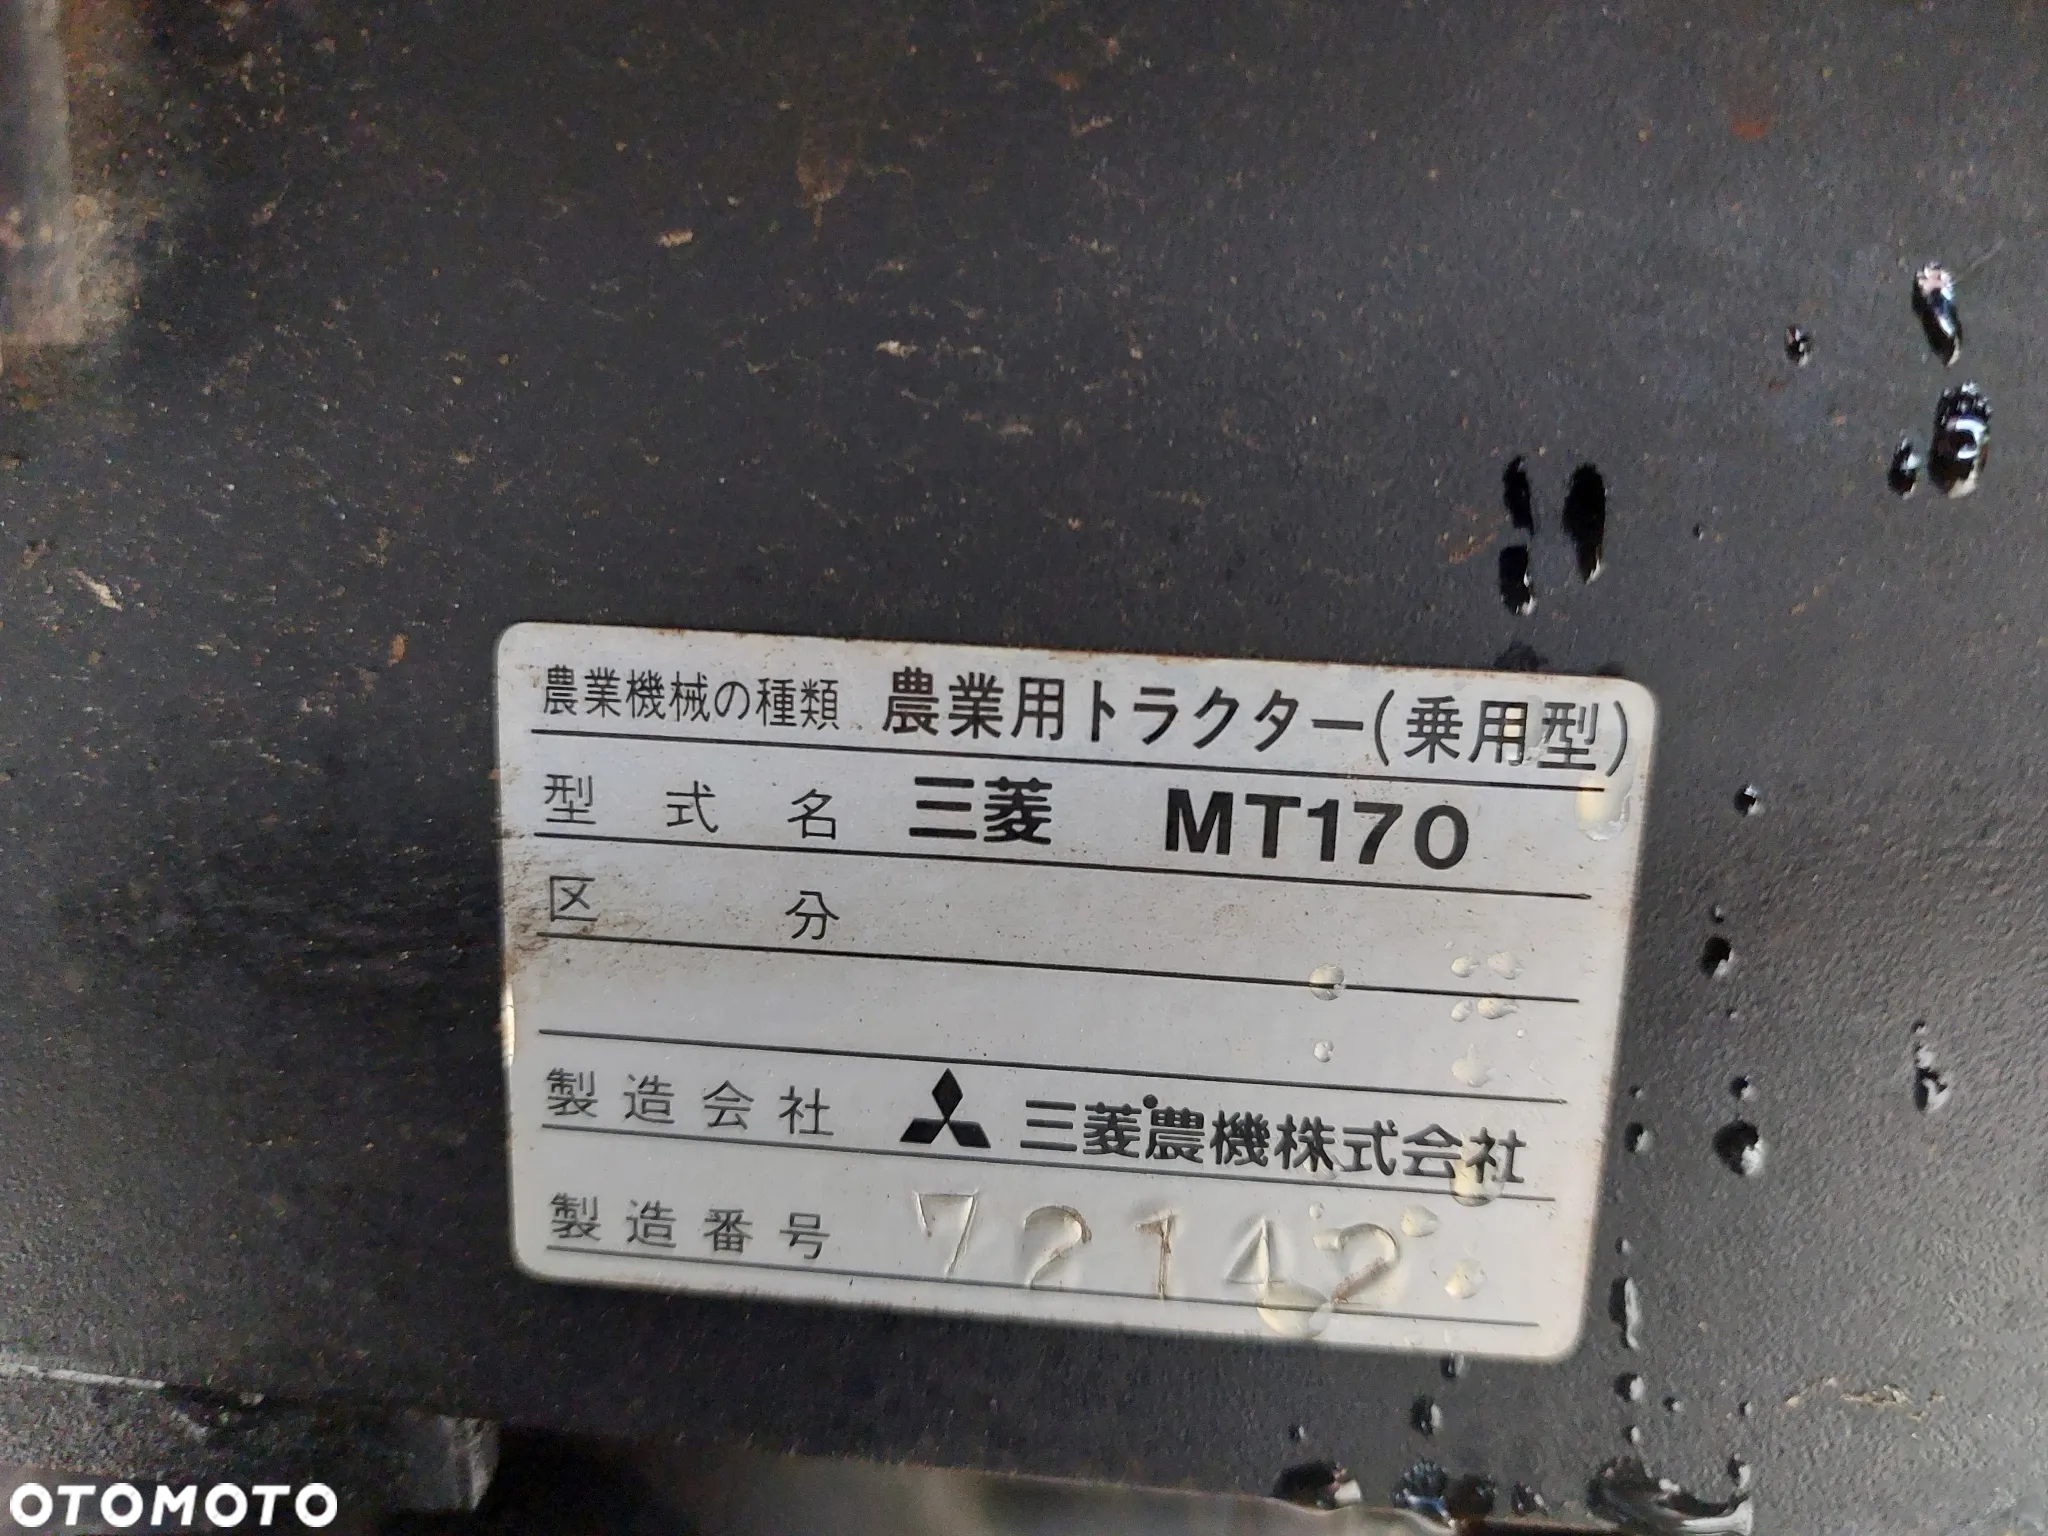 農業機械の種類 農業用トラクター(乗用型)
型式名 三菱 MT170
区分
製造会社 三菱農機株式会社
製造番号 72142
OTOMOTO